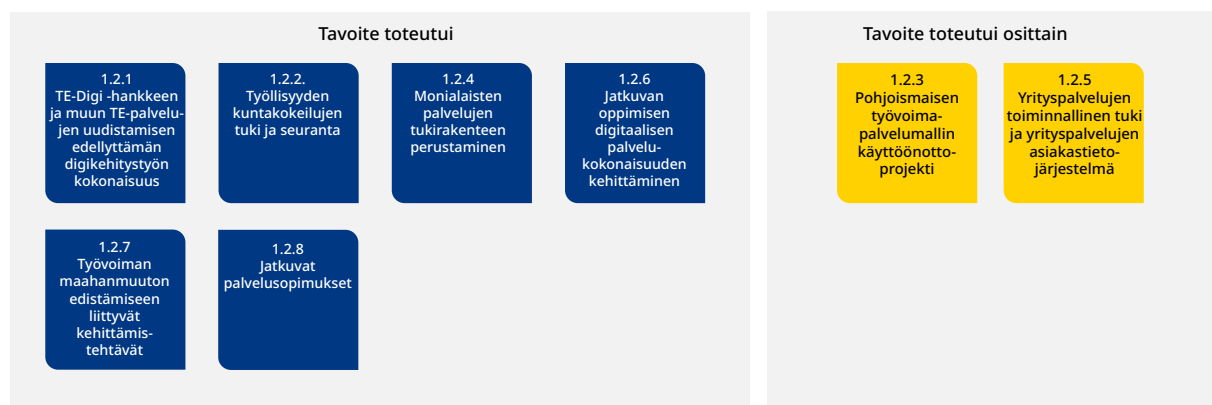 Tavoite toteutui
1.2.1
TE-Digi -hankkeen
ja muun TE-palvelu-
jen uudistamisen
edellyttämän
digikehitystyön
kokonaisuus
1.2.2.
Työllisyyden
kuntakokeilujen
tuki ja seuranta
1.2.4
Monialaisten
palvelujen
tukirakenteen
perustaminen
1.2.6
Jatkuvan
oppimisen
digitaalisen
palvelu-
kokonaisuuden
kehittäminen
1.2.7
Työvoiman
maahanmuuton
edistämiseen
liittyvät
kehittämis-
tehtävät
1.2.8
Jatkuvat
palvelusopimukset
Tavoite toteutui osittain
1.2.3
Pohjoismaisen
työvoima-
palvelumallin
käyttöönotto-
projekti
1.2.5
Yrityspalvelujen
toiminnallinen tuki
ja yrityspalvelujen
asiakastieto-
järjestelmä